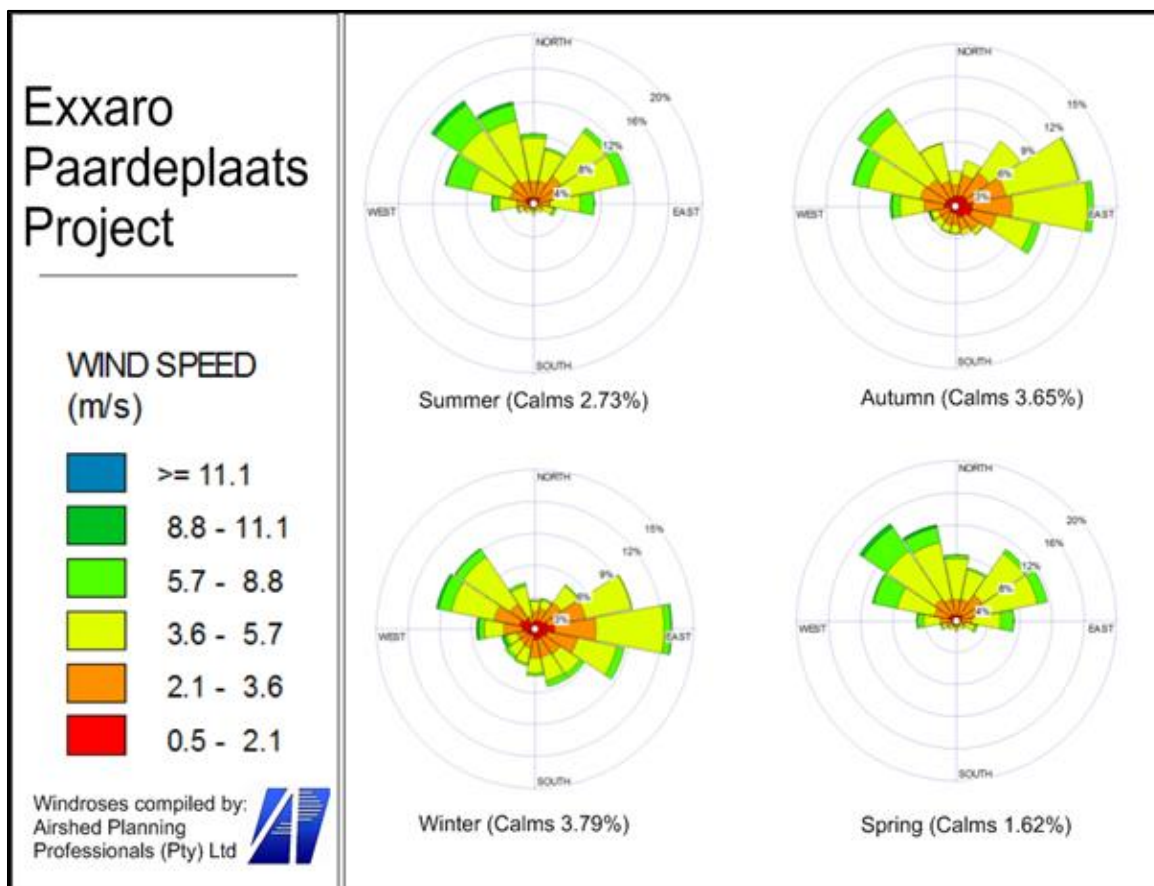 Exxaro
Paardeplaats
Project
WIND SPEED
(m/s)
>= 11.1
8.8 - 11.1
5.7 - 8.8
3.6 - 5.7
2.1 - 3.6
0.5 - 2.1
Windroses compiled by:
Airshed Planning
Professionals (Pty) Ltd
NORTH
20%
16%
12%
8%
4%
WEST
EAST
SOUTH
Summer (Calms 2.73%)
NORTH
15%
12%
9%
6%
3%
WEST
EAST
SOUTH
Autumn (Calms 3.65%)
NORTH
15%
12%
9%
6%
3%
WEST
EAST
SOUTH
Winter (Calms 3.79%)
NORTH
20%
16%
12%
8%
4%
WEST
EAST
SOUTH
Spring (Calms 1.62%)